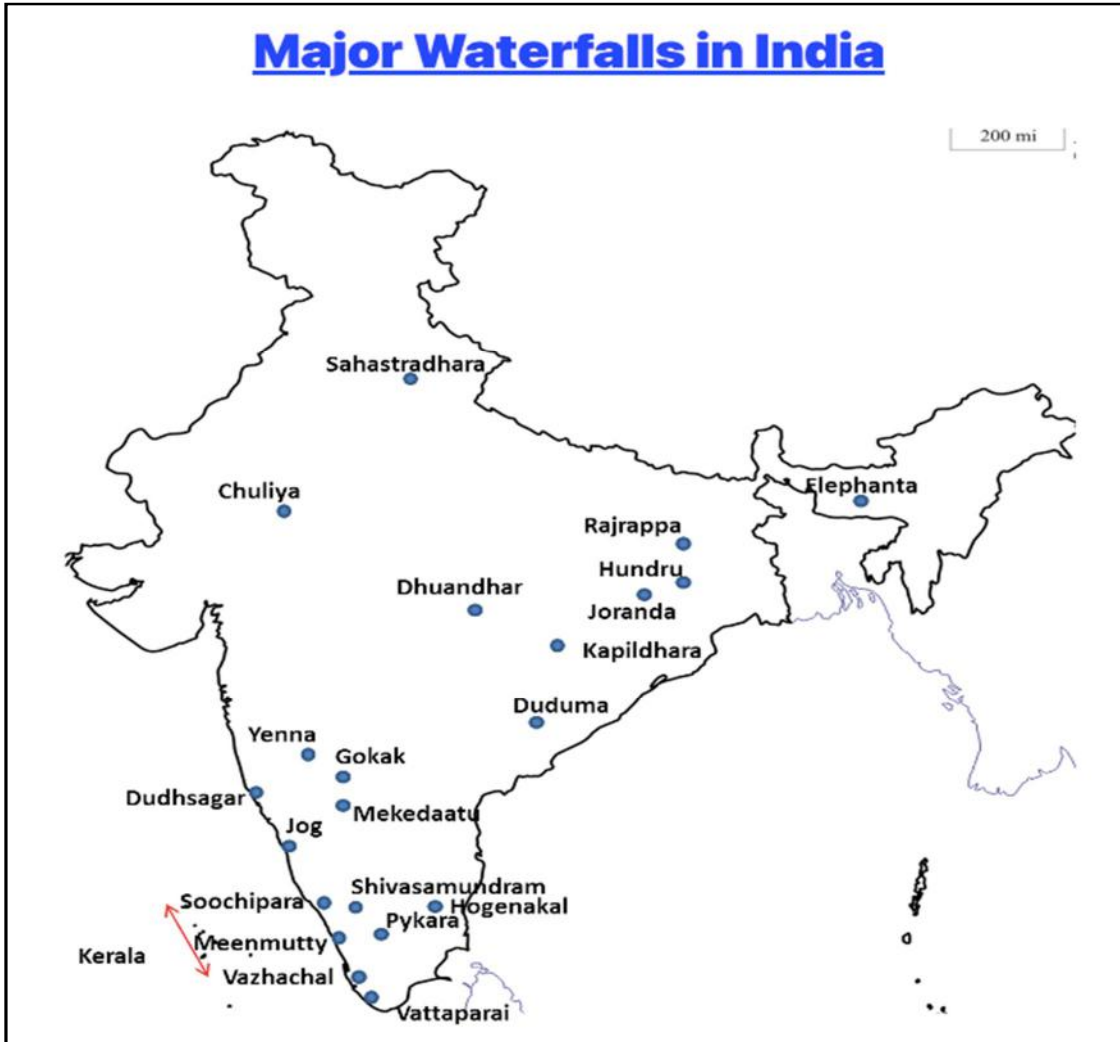 Major Waterfalls in India
200 mi
Sahastradhara
Chuliya
Elephanta
Rajrappa
Hundru
Dhuandhar
Joranda
Kapildhara
Duduma
Yenna
Gokak
Dudhsagar
Mekedaatu
Jog
Shivasamundram
Soochipara
Hogenakal
Pykara
Meenmutty
Kerala
Vazhachal
Vattaparai